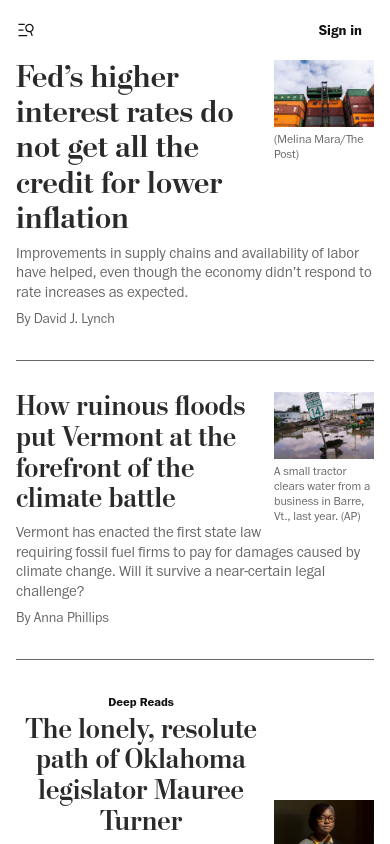 Sign in
Fed’s higher
interest rates do
not get all the
credit for lower
inflation
(Melina Mara/The
Post)
Improvements in supply chains and availability of labor
have helped, even though the economy didn’t respond to
rate increases as expected.
By David J. Lynch
How ruinous floods
put Vermont at the
forefront of the
climate battle
A small tractor
clears water from a
business in Barre,
Vt., last year. (AP)
Vermont has enacted the first state law
requiring fossil fuel firms to pay for damages caused by
climate change. Will it survive a near-certain legal
challenge?
By Anna Phillips
Deep Reads
The lonely, resolute
path of Oklahoma
legislator Mauree
Turner